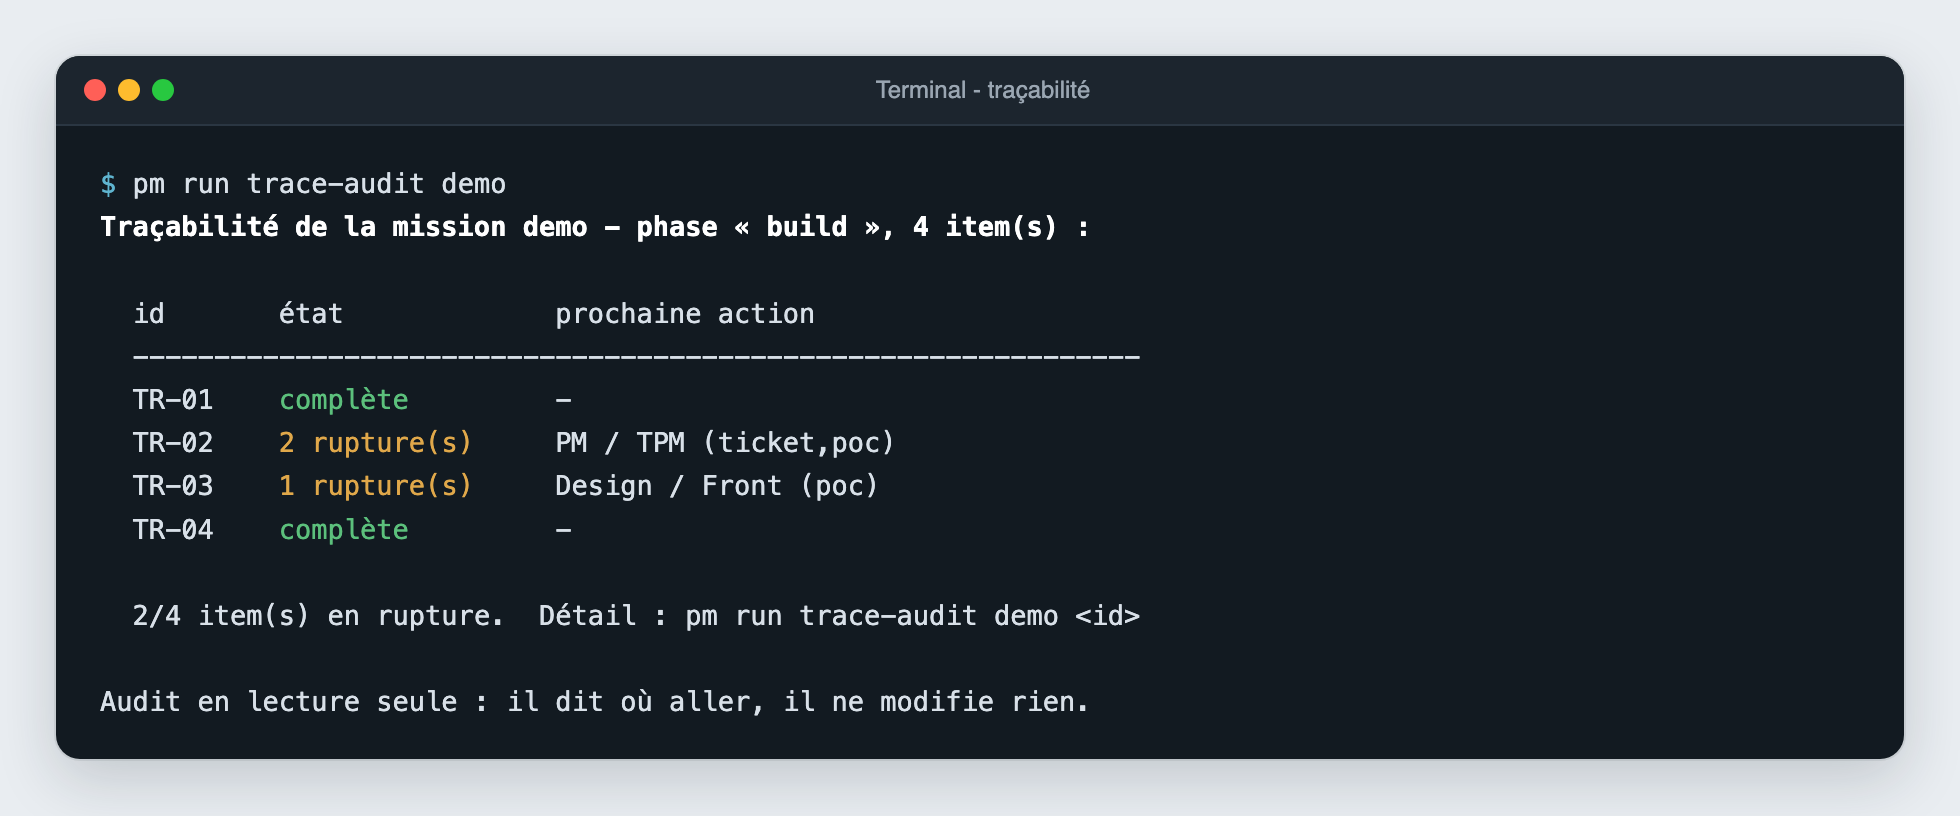 Terminal - traçabilité
$ pm run trace-audit demo
Traçabilité de la mission demo - phase « build », 4 item(s) :
id état prochaine action
--------------------------------------------------------------
TR-01 complète -
TR-02 2 rupture(s) PM / TPM (ticket,poc)
TR-03 1 rupture(s) Design / Front (poc)
TR-04 complète -
2/4 item(s) en rupture. Détail : pm run trace-audit demo <id>
Audit en lecture seule : il dit où aller, il ne modifie rien.